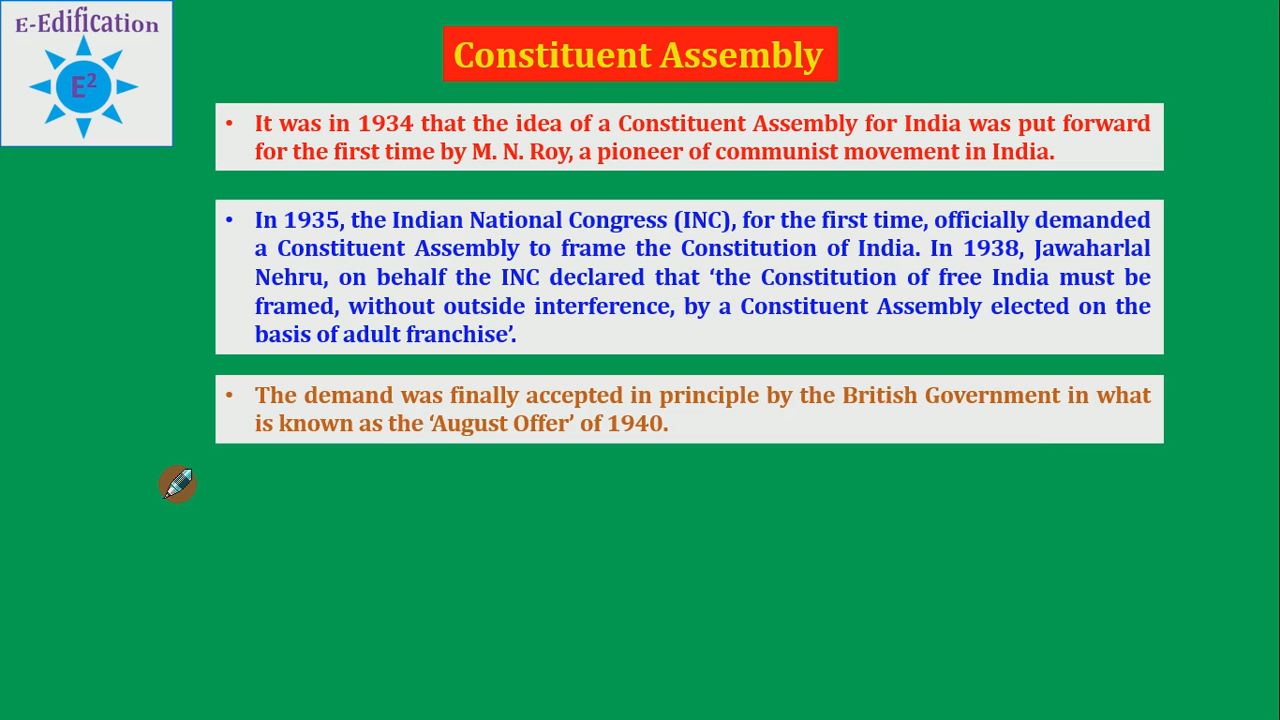 E-Edification
E²
Constituent Assembly
• It was in 1934 that the idea of a Constituent Assembly for India was put forward
for the first time by M. N. Roy, a pioneer of communist movement in India.
• In 1935, the Indian National Congress (INC), for the first time, officially demanded
a Constituent Assembly to frame the Constitution of India. In 1938, Jawaharlal
Nehru, on behalf the INC declared that ‘the Constitution of free India must be
framed, without outside interference, by a Constituent Assembly elected on the
basis of adult franchise’.
• The demand was finally accepted in principle by the British Government in what
is known as the ‘August Offer’ of 1940.